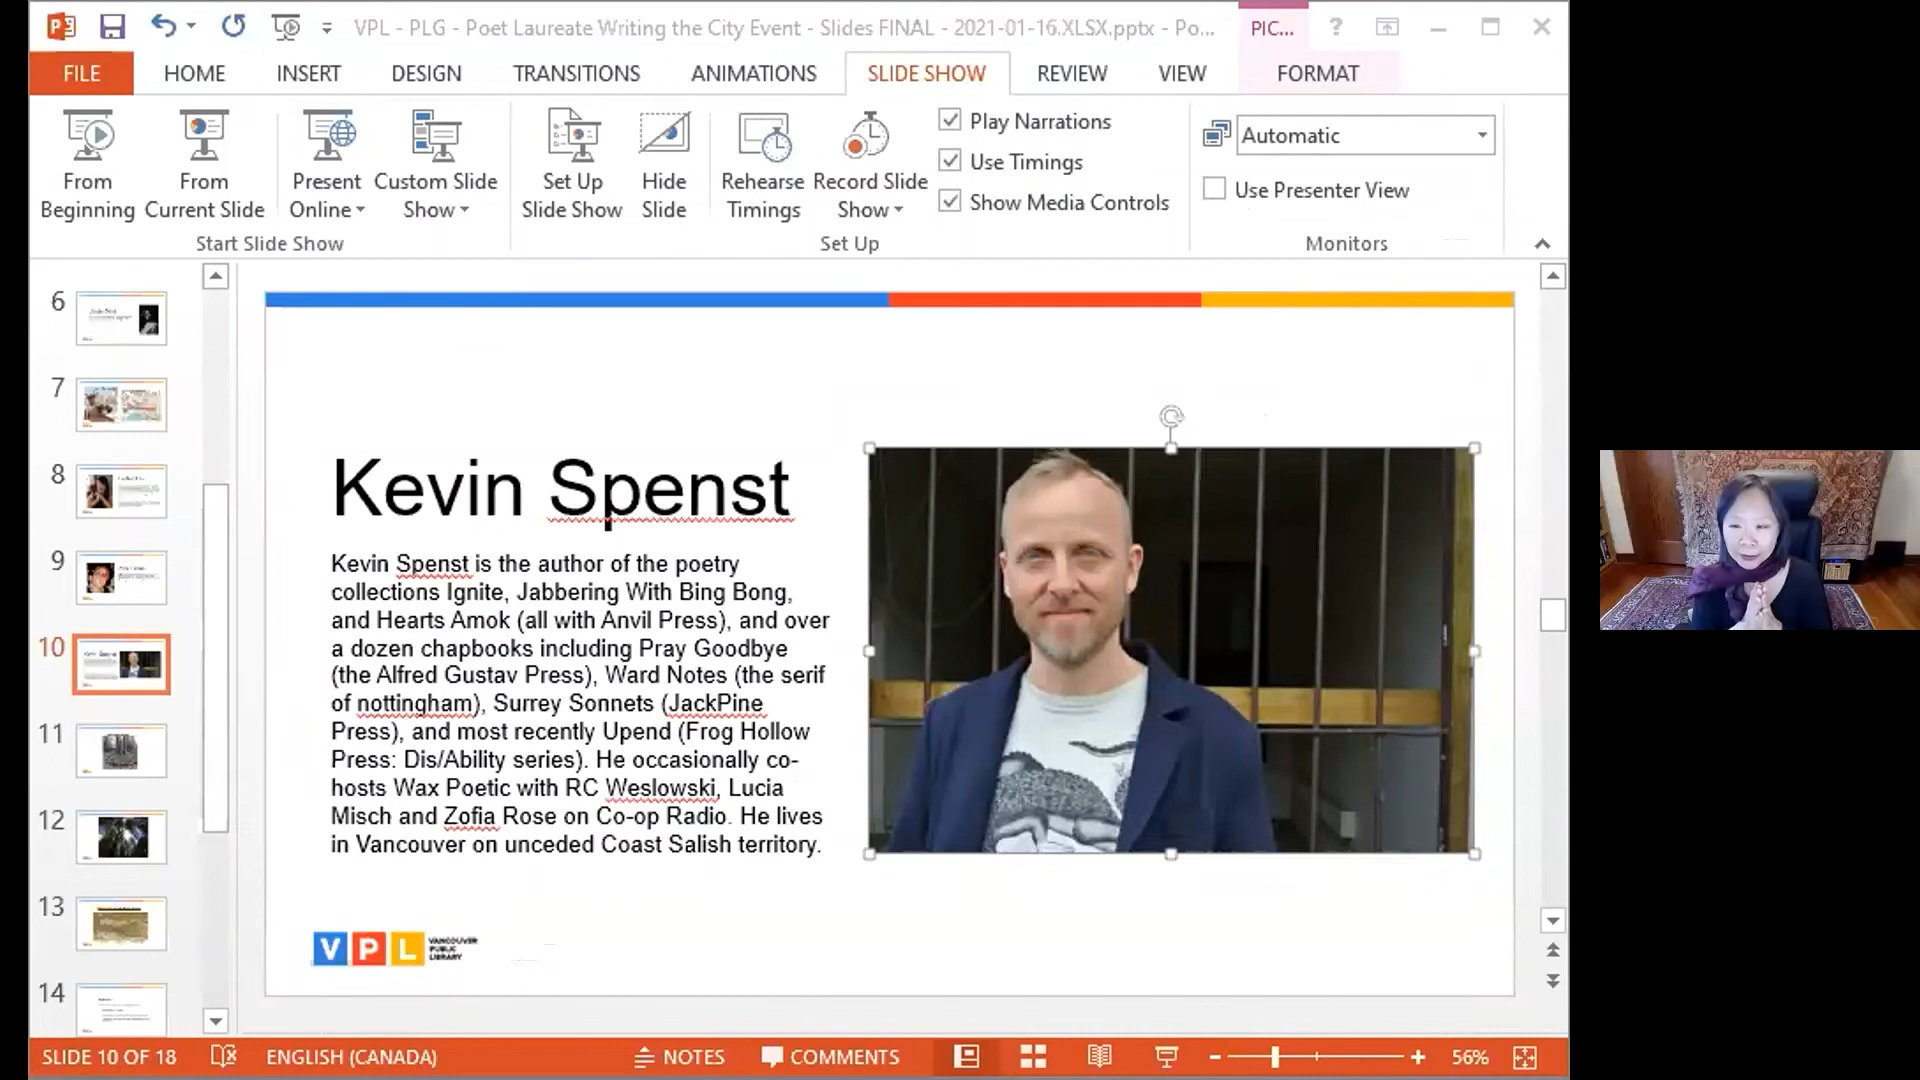 VPL - PLG - Poet Laureate Writing the City Event - Slides FINAL - 2021-01-16.XLSX.pptx - Po...
PIC...
?
FILE
HOME
INSERT
DESIGN
TRANSITIONS
ANIMATIONS
SLIDE SHOW
REVIEW
VIEW
FORMAT
From
Beginning
From
Current Slide
Present
Online
Custom Slide
Show
Set Up
Slide Show
Hide
Slide
Rehearse
Timings
Record Slide
Show
Play Narrations
Use Timings
Show Media Controls
Automatic
Use Presenter View
Start Slide Show
Set Up
Monitors
6
7
8
9
10
11
12
13
14
Kevin Spenst
Kevin Spenst is the author of the poetry
collections Ignite, Jabbering With Bing Bong,
and Hearts Amok (all with Anvil Press), and over
a dozen chapbooks including Pray Goodbye
(the Alfred Gustav Press), Ward Notes (the serif
of nottingham), Surrey Sonnets (JackPine
Press), and most recently Upend (Frog Hollow
Press: Dis/Ability series). He occasionally co-
hosts Wax Poetic with RC Weslowski, Lucia
Misch and Zofia Rose on Co-op Radio. He lives
in Vancouver on unceded Coast Salish territory.
VPL
VANCOUVER
PUBLIC
LIBRARY
SLIDE 10 OF 18
ENGLISH (CANADA)
NOTES
COMMENTS
56%